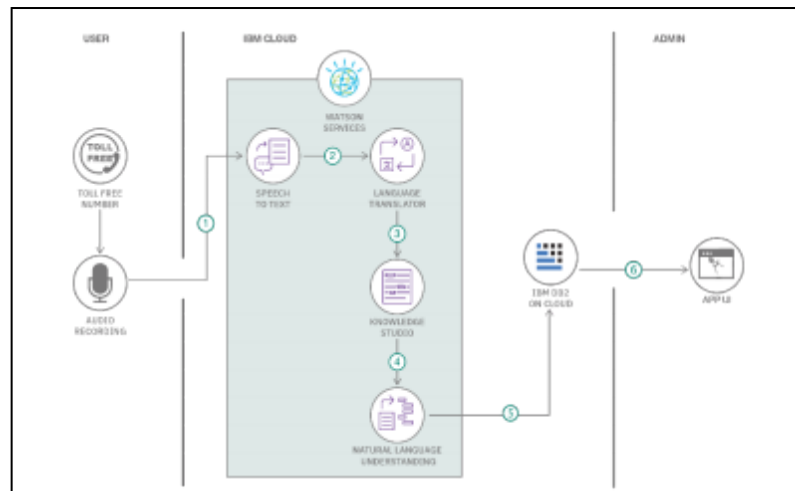 USER
IBM CLOUD
ADMIN
WATSON
SERVICES
TOLL
FREE
TOLL FREE
NUMBER
SPEECH
TO TEXT
2
LANGUAGE
TRANSLATOR
1
3
AUDIO
RECORDING
KNOWLEDGE
STUDIO
IBM DB2
ON CLOUD
6
APP UI
4
NATURAL LANGUAGE
UNDERSTANDING
5